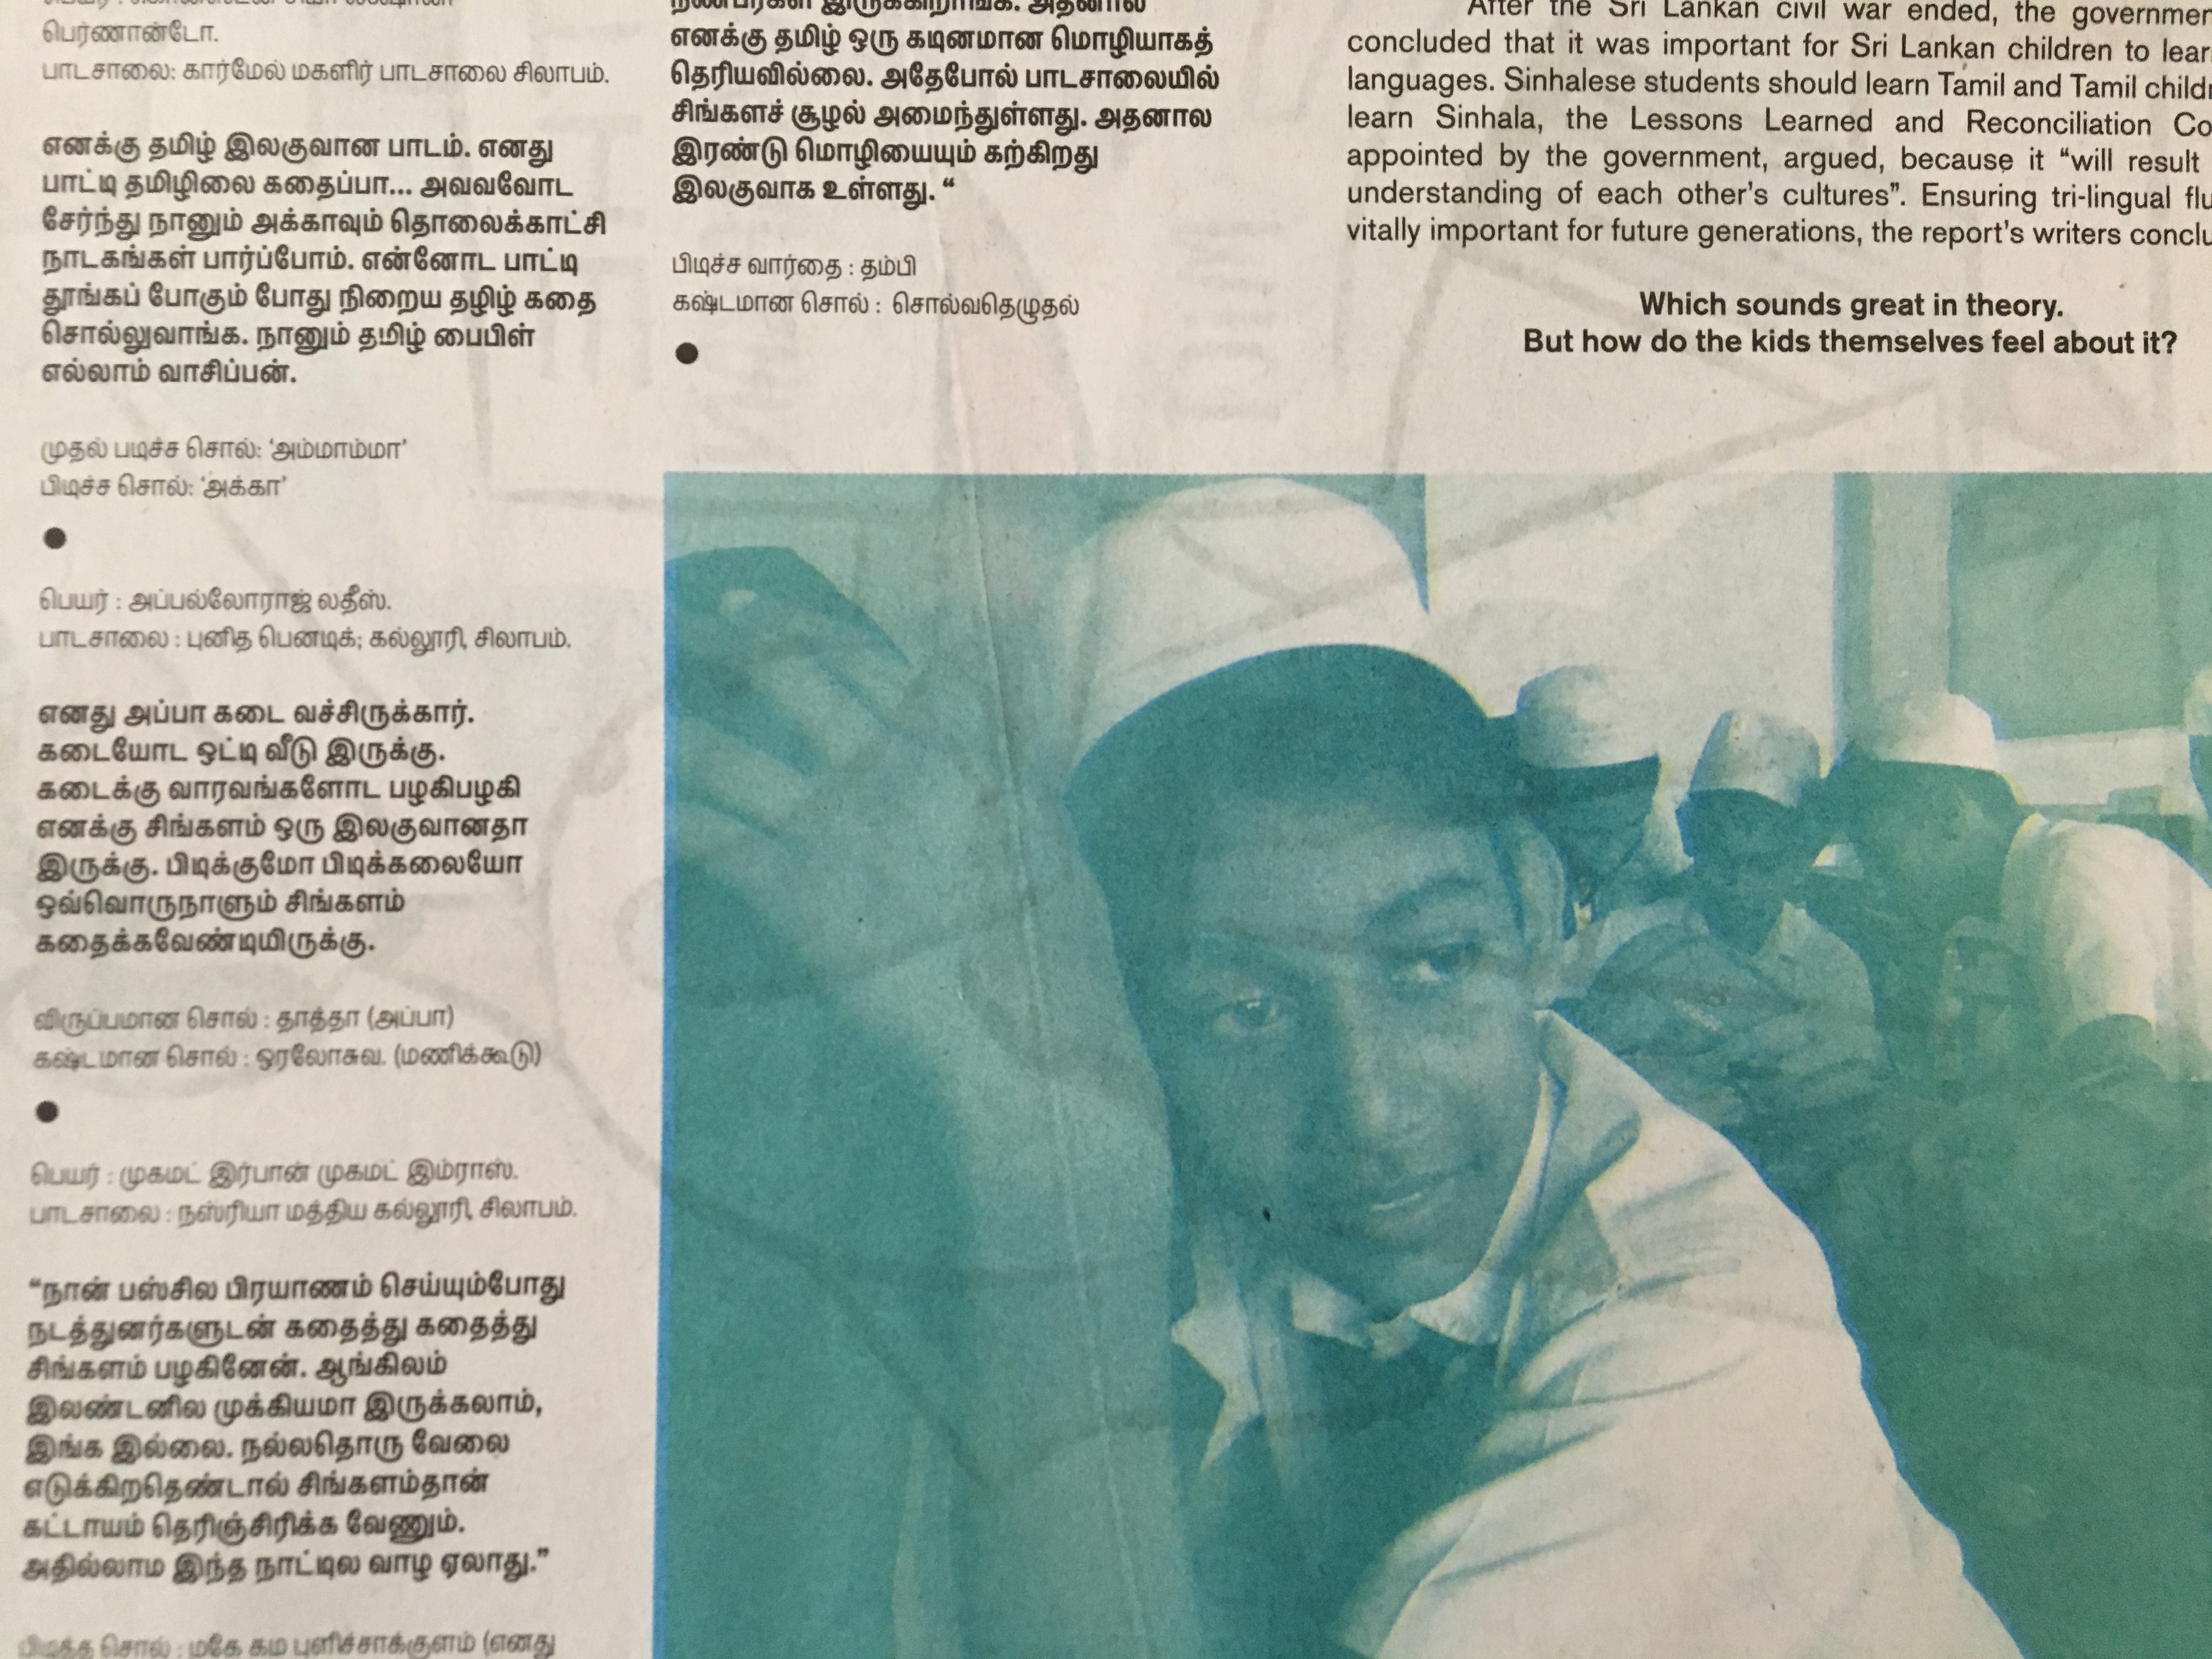 பெர்ணான்டோ.
பாடசாலை: கார்மேல் மகளிர் பாடசாலை சிலாபம்.
எனக்கு தமிழ் இலகுவான பாடம். எனது
பாட்டி தமிழிலை கதைப்பா... அவவவோட
சேர்ந்து நானும் அக்காவும் தொலைக்காட்சி
நாடகங்கள் பார்ப்போம். என்னோட பாட்டி
தூங்கப் போகும் போது நிறைய தழிழ் கதை
சொல்லுவாங்க. நானும் தமிழ் பைபிள்
எல்லாம் வாசிப்பன்.
முதல் படிச்ச சொல்: ‘அம்மாம்மா’
பிடிச்ச சொல்: ‘அக்கா’
●
பெயர் : அப்பல்லோராஜ் லதீஸ்.
பாடசாலை : புனித பெனடிக்; கல்லூரி, சிலாபம்.
எனது அப்பா கடை வச்சிருக்கார்.
கடையோட ஒட்டி வீடு இருக்கு.
கடைக்கு வாரவங்களோட பழகிபழகி
எனக்கு சிங்களம் ஒரு இலகுவானதா
இருக்கு. பிடிக்குமோ பிடிக்கலையோ
ஒவ்வொருநாளும் சிங்களம்
கதைக்கவேண்டியிருக்கு.
விருப்பமான சொல் : தாத்தா (அப்பா)
கஷ்டமான சொல் : ஒரலோசுவ. (மணிக்கூடு)
●
பெயர் : முகமட் இர்பான் முகமட் இம்ராஸ்.
பாடசாலை : நஸ்ரியா மத்திய கல்லூரி, சிலாபம்.
“நான் பஸ்சில பிரயாணம் செய்யும்போது
நடத்துனர்களுடன் கதைத்து கதைத்து
சிங்களம் பழகினேன். ஆங்கிலம்
இலண்டனில முக்கியமா இருக்கலாம்,
இங்க இல்லை. நல்லதொரு வேலை
எடுக்கிறதெண்டால் சிங்களம்தான்
கட்டாயம் தெரிஞ்சிரிக்க வேணும்.
அதில்லாம இந்த நாட்டில வாழ ஏலாது.”
பிடித்த சொல் : மகே கம புளிச்சாக்குளம் (எனது
நண்பர்கள் இருக்கிறாங்க. அதனால
எனக்கு தமிழ் ஒரு கடினமான மொழியாகத்
தெரியவில்லை. அதேபோல் பாடசாலையில்
சிங்களச் சூழல் அமைந்துள்ளது. அதனால
இரண்டு மொழியையும் கற்கிறது
இலகுவாக உள்ளது. “
பிடிச்ச வார்தை : தம்பி
கஷ்டமான சொல் : சொல்வதெழுதல்
●
After the Sri Lankan civil war ended, the
concluded that it was important for Sri Lankan children to
languages. Sinhalese students should learn Tamil and Tamil
learn Sinhala, the Lessons Learned and Reconciliation
appointed by the government, argued, because it “will result
understanding of each other’s cultures”. Ensuring tri-lingual
vitally important for future generations, the report’s writers
Which sounds great in theory.
But how do the kids themselves feel about it?